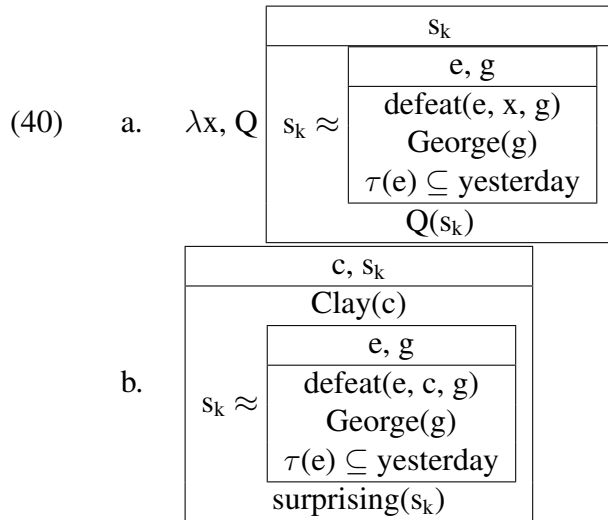 s_k
e, g
(40) a. λx, Q s_k ≈ defeat(e, x, g)
George(g)
τ(e) ⊆ yesterday
Q(s_k)
c, s_k
Clay(c)
e, g
b. s_k ≈ defeat(e, c, g)
George(g)
τ(e) ⊆ yesterday
surprising(s_k)